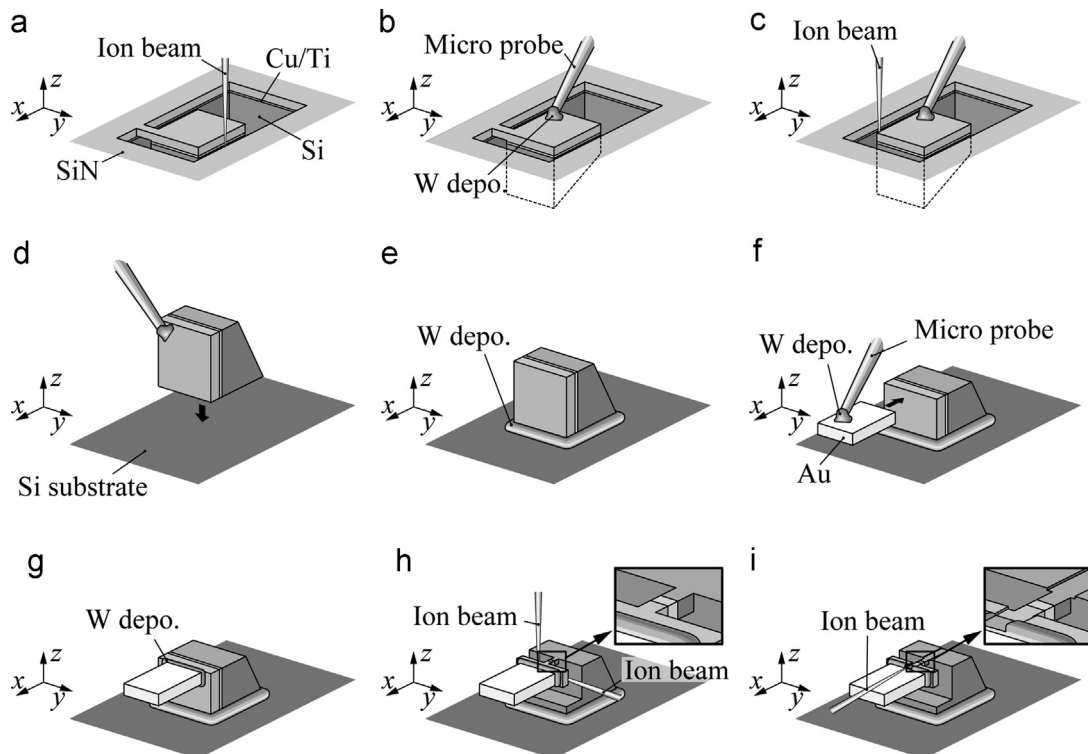 a
Ion beam
Cu/Ti
z
x
y
SiN
Si
b
Micro probe
z
x
y
W depo.
c
Ion beam
z
x
y
d
z
x
y
Si substrate
e
W depo.
z
x
y
f
Micro probe
W depo.
z
x
y
Au
g
W depo.
z
x
y
h
Ion beam
z
x
y
Ion beam
i
Ion beam
z
x
y